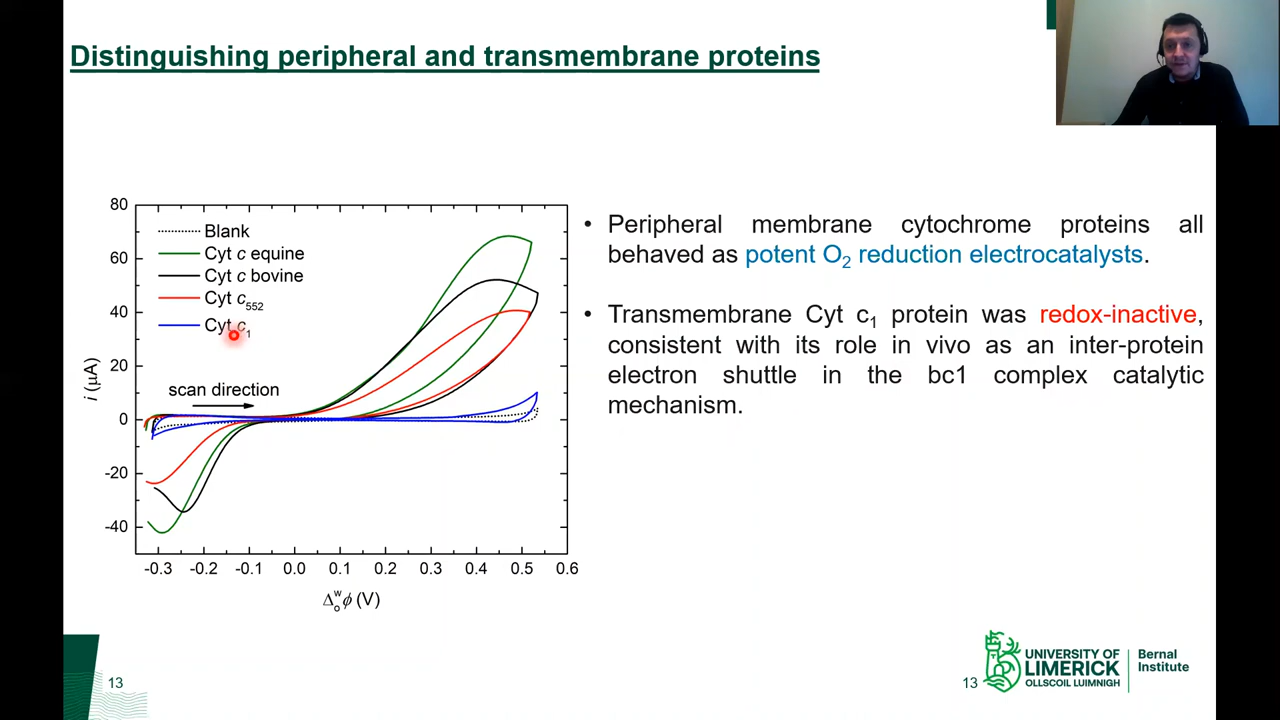 Distinguishing peripheral and transmembrane proteins
80
60
40
20
0
-20
-40
i (μA)
Blank
Cyt c equine
Cyt c bovine
Cyt c552
Cyt c1
scan direction
-0.3 -0.2 -0.1 0.0 0.1 0.2 0.3 0.4 0.5 0.6
Δwoϕ (V)
• Peripheral membrane cytochrome proteins all
behaved as potent O2 reduction electrocatalysts.
• Transmembrane Cyt c1 protein was redox-inactive,
consistent with its role in vivo as an inter-protein
electron shuttle in the bc1 complex catalytic
mechanism.
13
13
UNIVERSITY OF
LIMERICK
OLLSCOIL LUIMNIGH
Bernal
Institute